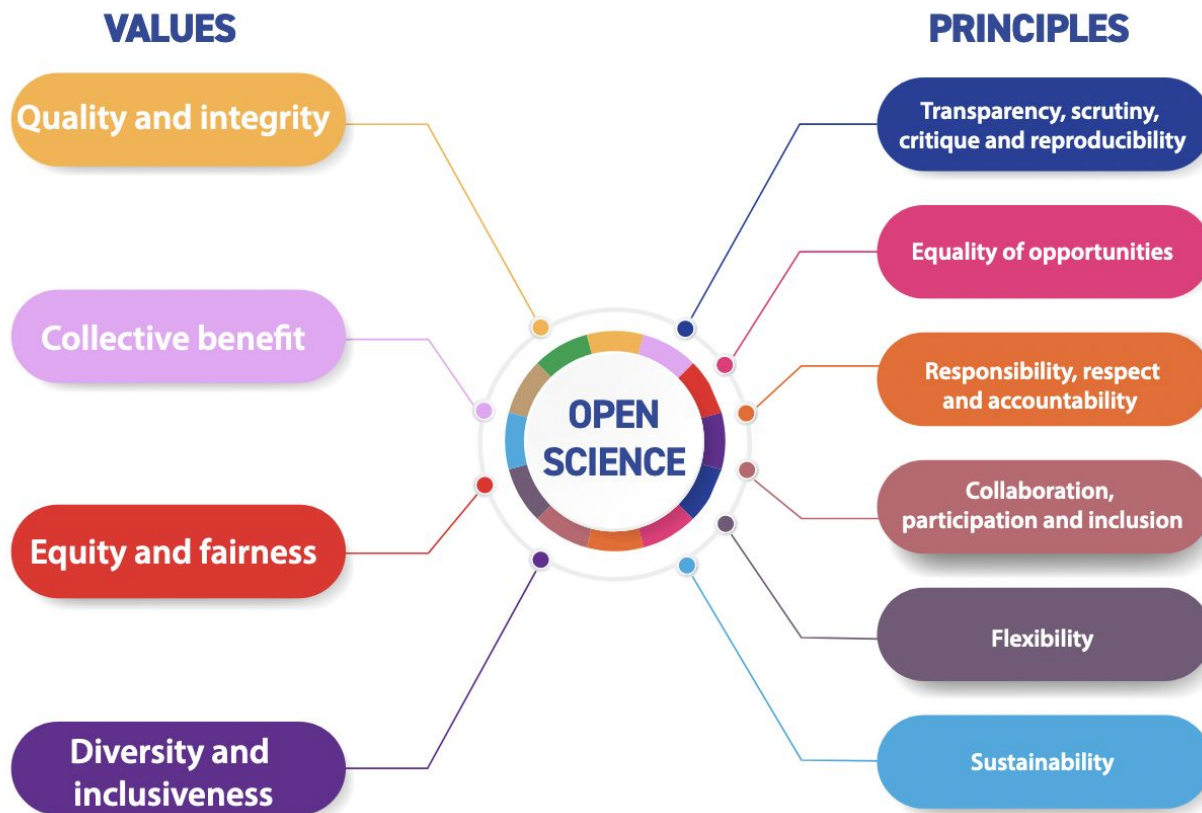 VALUES
Quality and integrity
Collective benefit
Equity and fairness
Diversity and
inclusiveness
OPEN
SCIENCE
PRINCIPLES
Transparency, scrutiny,
critique and reproducibility
Equality of opportunities
Responsibility, respect
and accountability
Collaboration,
participation and inclusion
Flexibility
Sustainability